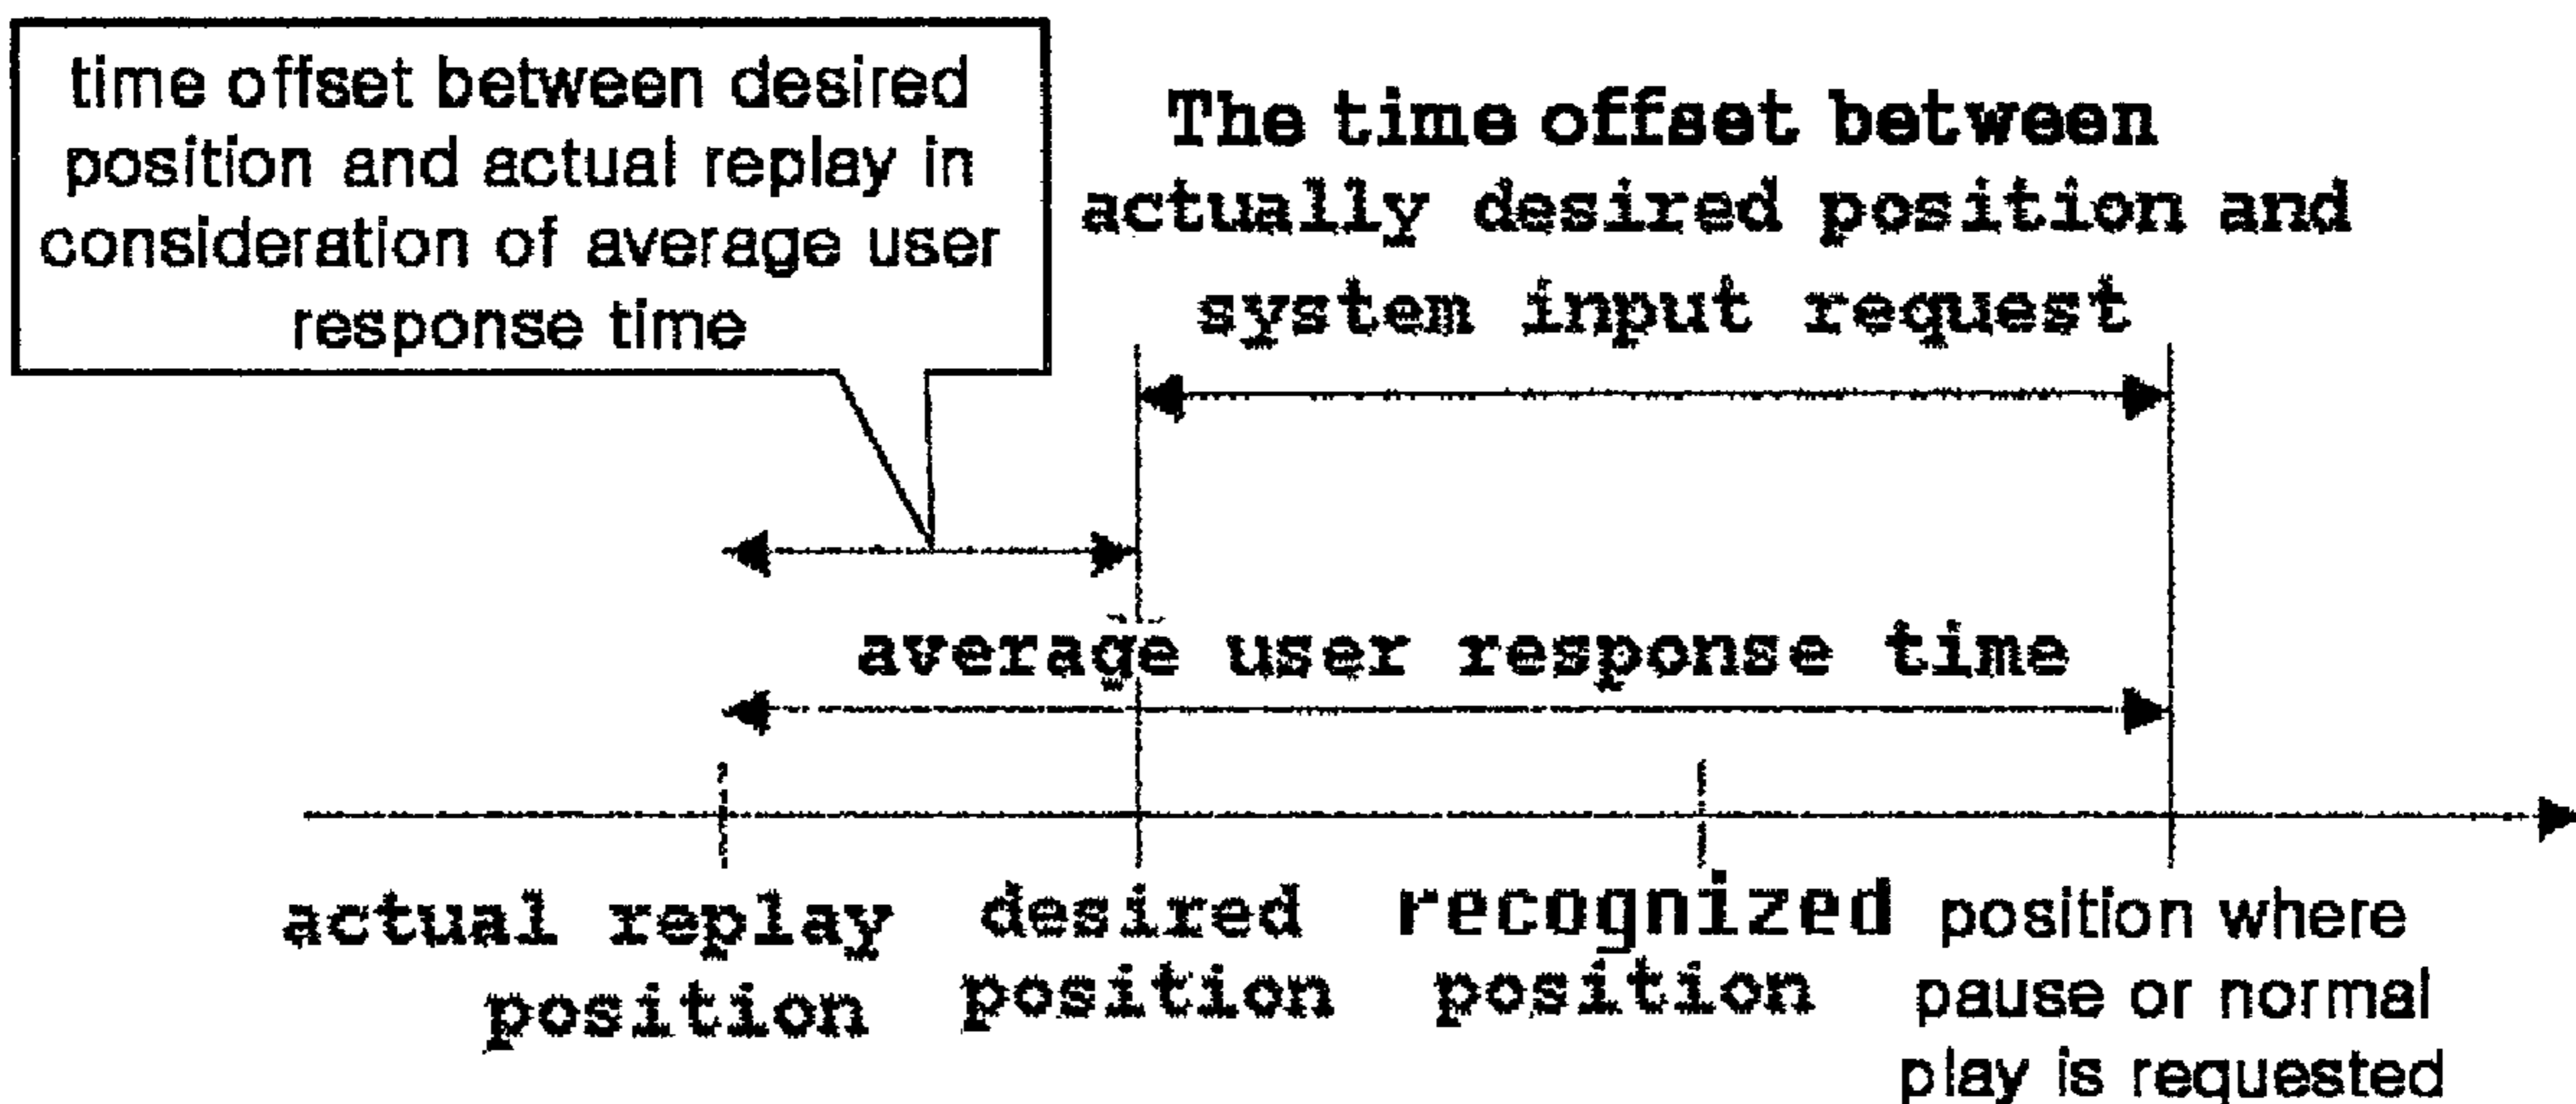 time offset between desired
position and actual replay in
consideration of average user
response time
The time offset between
actually desired position and
system input request
average user response time
actual replay
position
desired
position
recognized
position
position where
pause or normal
play is requested